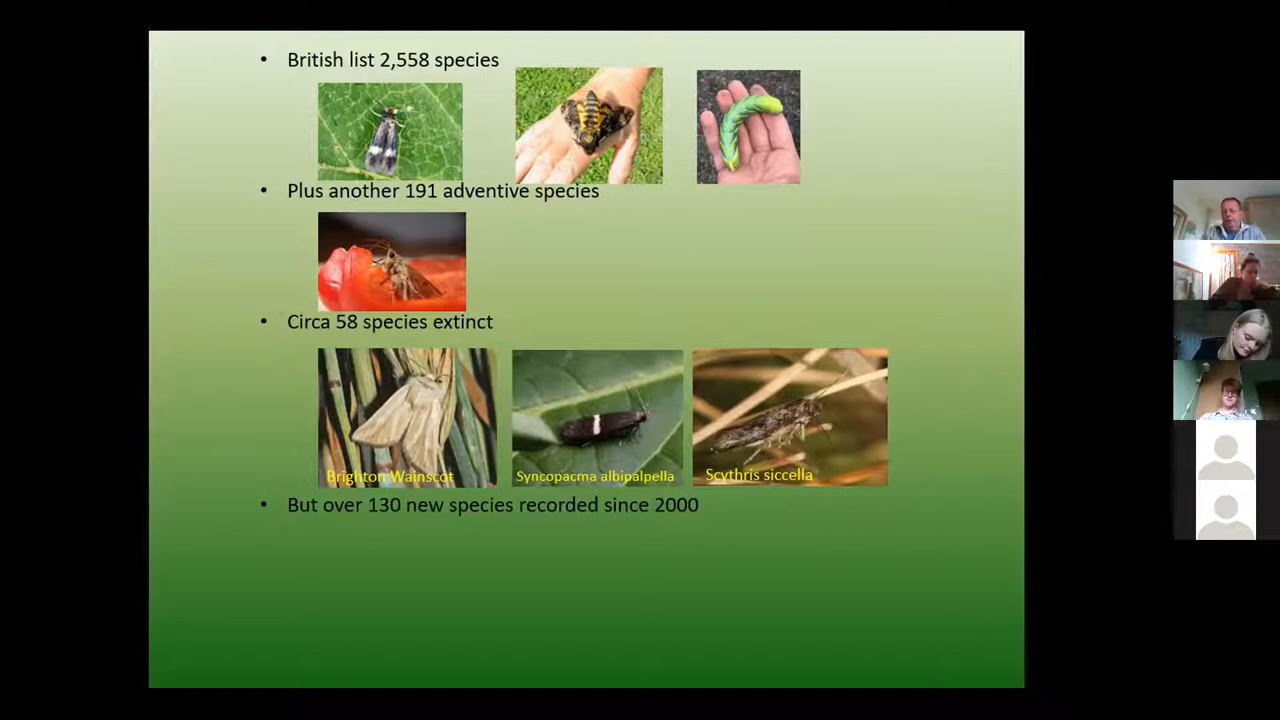 • British list 2,558 species
• Plus another 191 adventive species
• Circa 58 species extinct
Brighton Wainscot
Syncopacma albipalpella
Scythris siccella
• But over 130 new species recorded since 2000